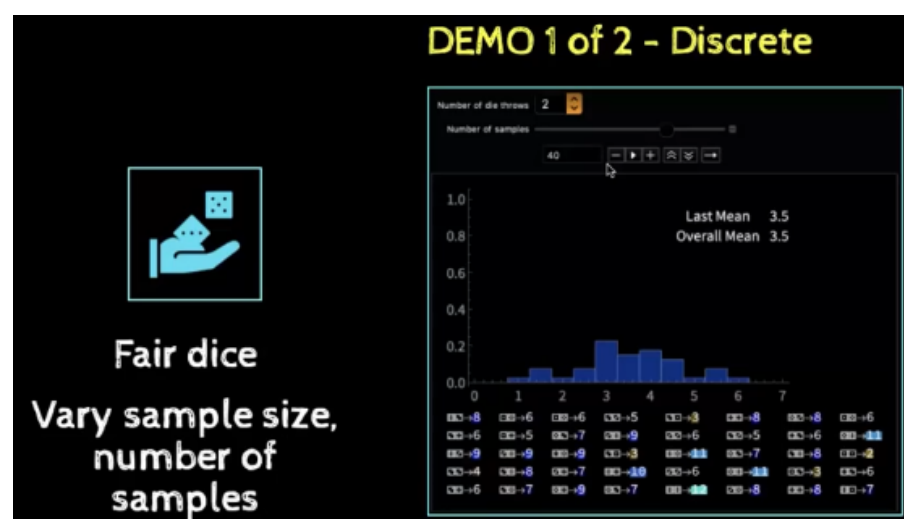 DEMO 1 of 2 - Discrete
Number of die throws 2
Number of samples
40
1.0
0.8
0.6
0.4
0.2
0.0
Last Mean 3.5
Overall Mean 3.5
0 1 2 3 4 5 6 7
→8 →6 →6 →5 →3 →8 →8 →6
→6 →5 →7 →9 →6 →5 →6 →11
→9 →9 →9 →3 →11 →7 →8 →2
→4 →8 →7 →10 →6 →11 →3 →6
→6 →7 →9 →7 →12 →8 →8 →7
Fair dice
Vary sample size,
number of
samples